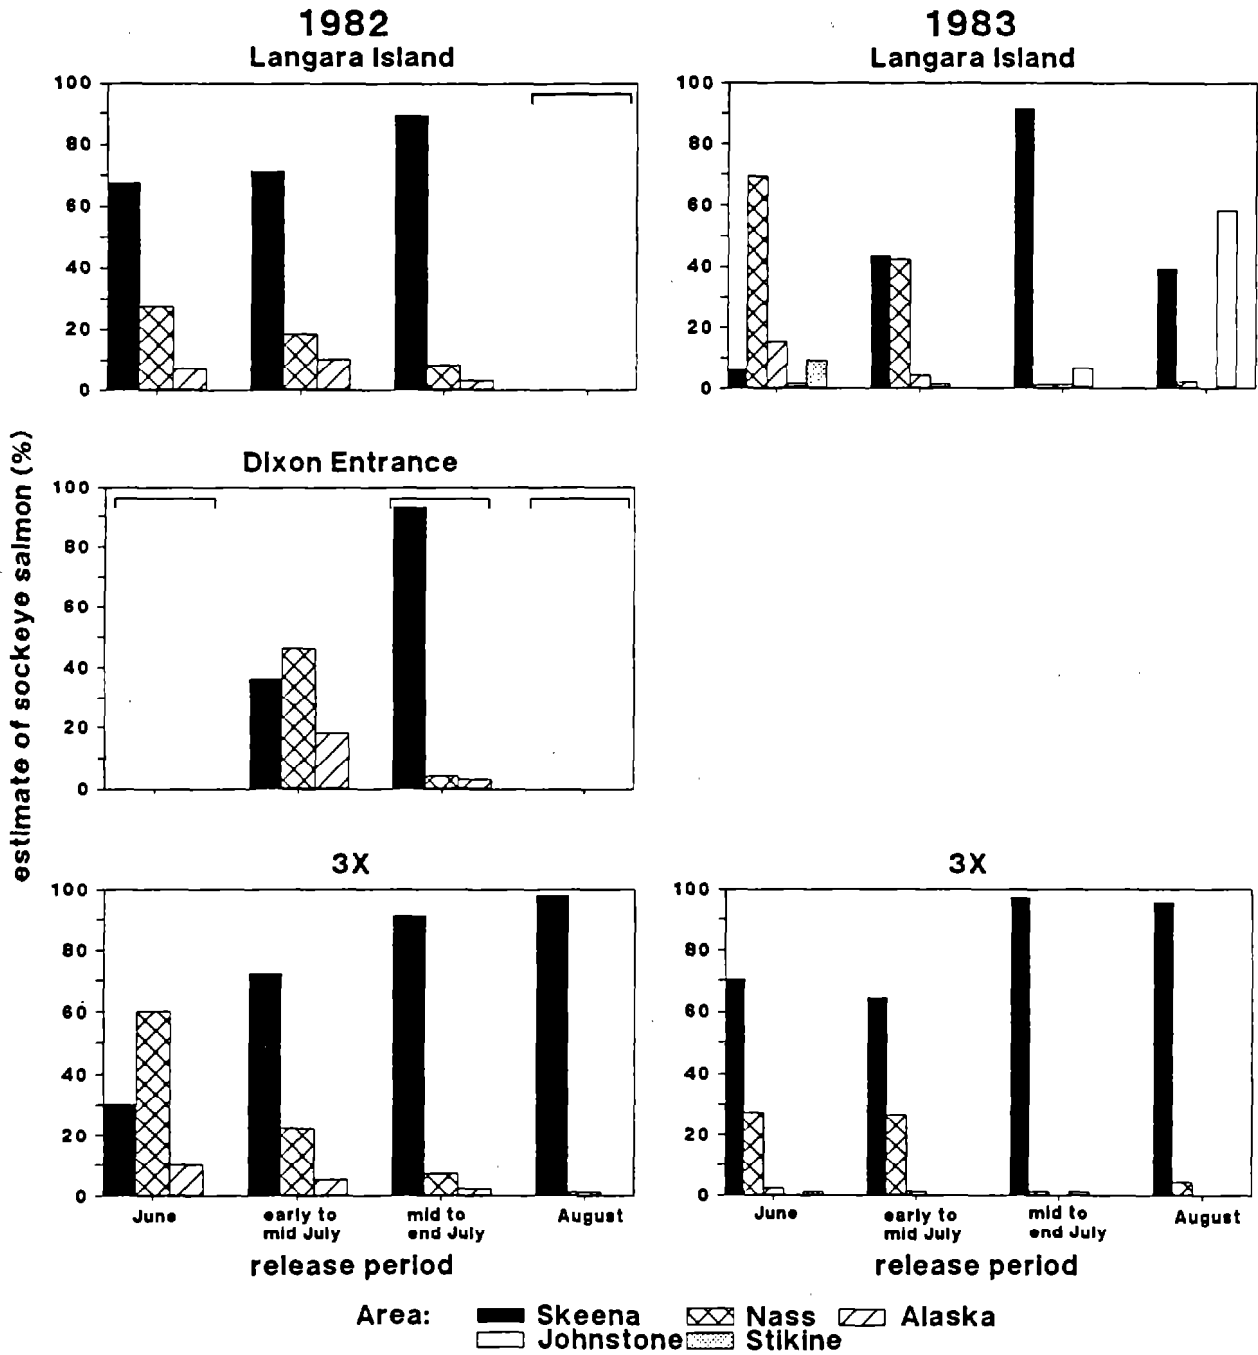 1982
Langara Island
100
80
60
40
20
0
1983
Langara Island
100
80
60
40
20
0
estimate of sockeye salmon (%)
Dixon Entrance
100
80
60
40
20
0
3X
100
80
60
40
20
0
June
early to
mid July
mid to
end July
August
release period
3X
100
80
60
40
20
0
June
early to
mid July
mid to
end July
August
release period
Area: Skeena Nass Alaska
Johnstone Stikine